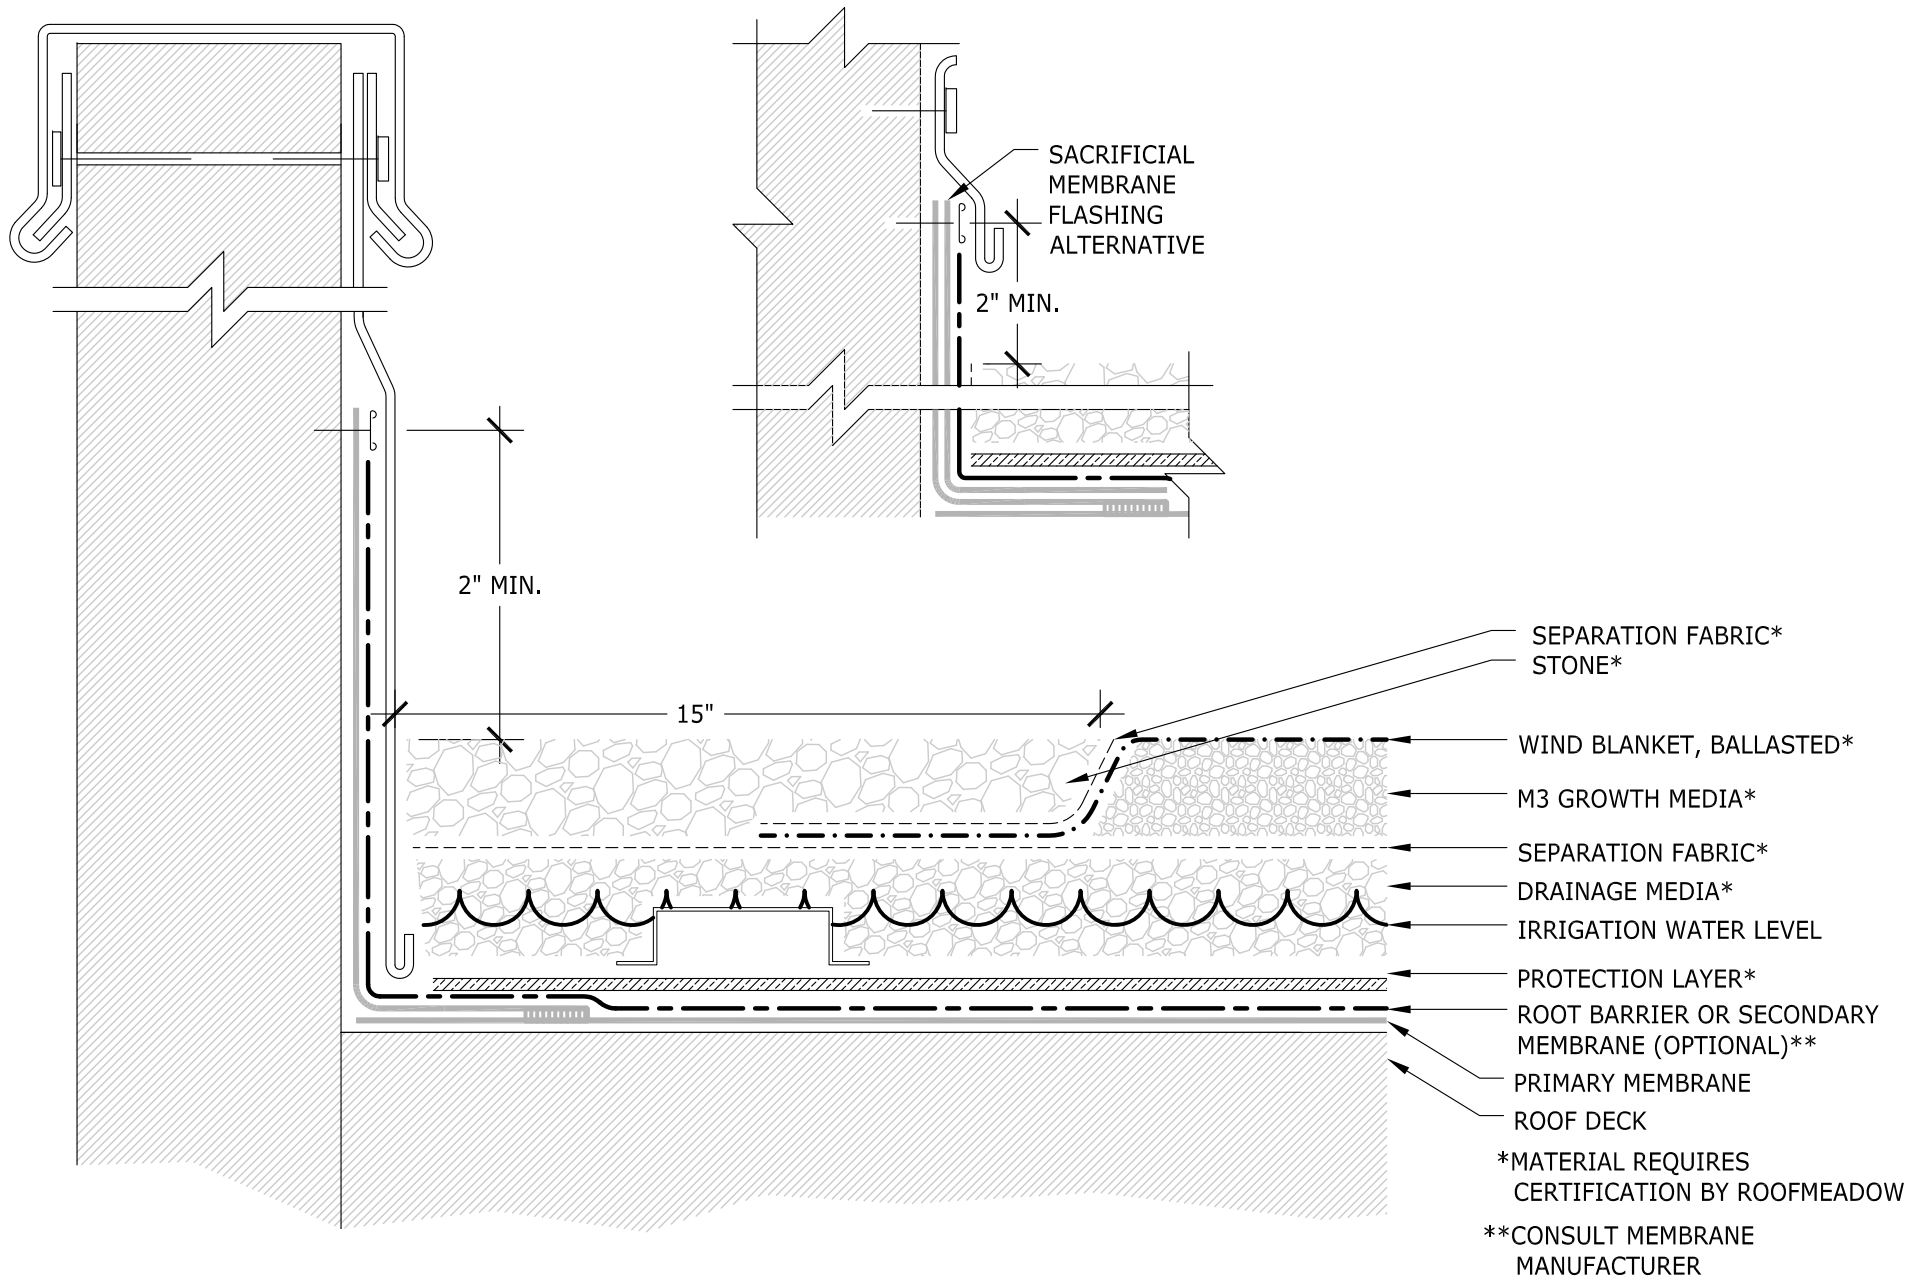 SACRIFICIAL
MEMBRANE
FLASHING
ALTERNATIVE
2" MIN.
2" MIN.
15"
SEPARATION FABRIC*
STONE*
WIND BLANKET, BALLASTED*
M3 GROWTH MEDIA*
SEPARATION FABRIC*
DRAINAGE MEDIA*
IRRIGATION WATER LEVEL
PROTECTION LAYER*
ROOT BARRIER OR SECONDARY
MEMBRANE (OPTIONAL)**
PRIMARY MEMBRANE
ROOF DECK
*MATERIAL REQUIRES
CERTIFICATION BY ROOFMEADOW
**CONSULT MEMBRANE
MANUFACTURER